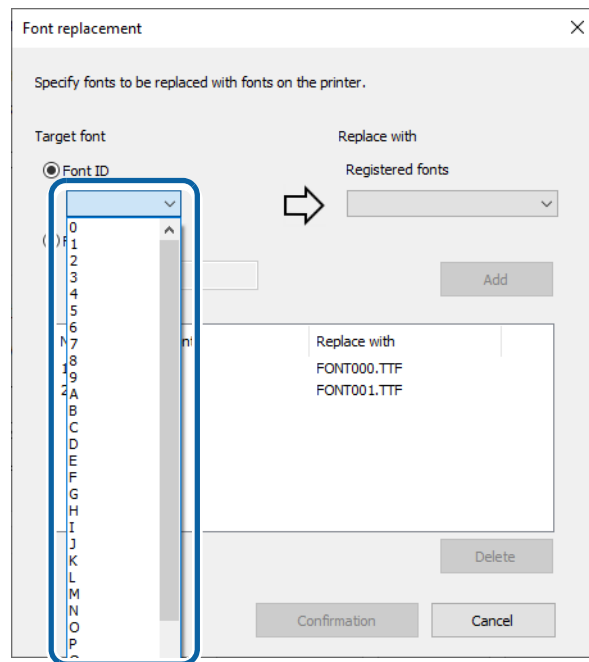 Font replacement
Specify fonts to be replaced with fonts on the printer.
Target font
Replace with
Font ID
Registered fonts
0
1
2
3
4
5
6
7
8
9
A
B
C
D
E
F
G
H
I
J
K
L
M
N
O
P
Add
Replace with
FONT000.TTF
FONT001.TTF
Delete
Confirmation
Cancel